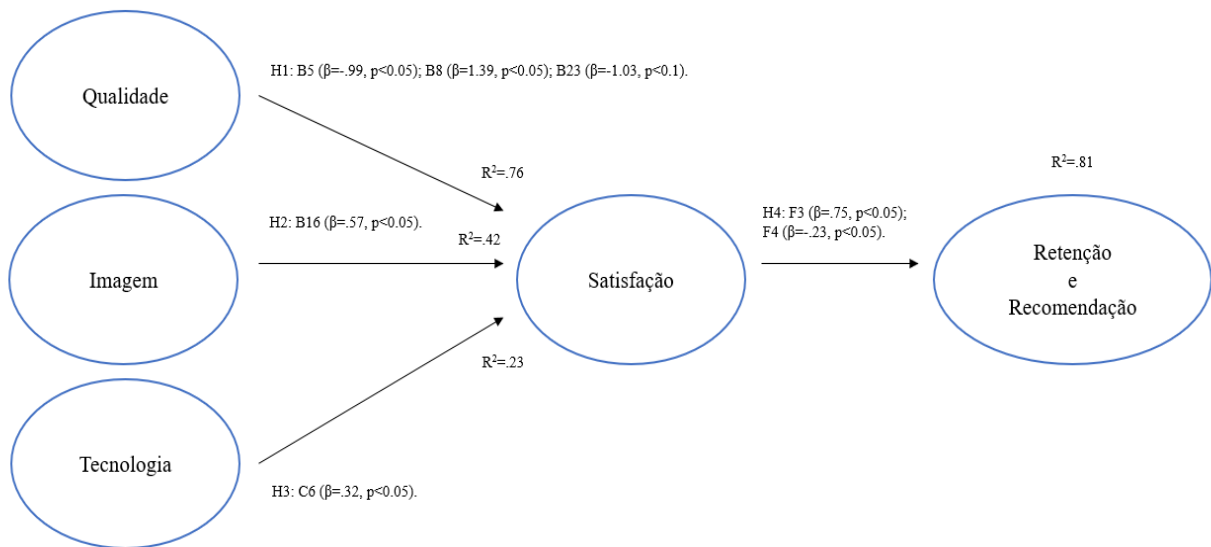 H1: B5 (β=-.99, p<0.05); B8 (β=1.39, p<0.05); B23 (β=-1.03, p<0.1).
Qualidade
R²=.76
R²=.81
H2: B16 (β=.57, p<0.05).
R²=.42
H4: F3 (β=.75, p<0.05);
F4 (β=-.23, p<0.05).
Imagem
Satisfação
Retenção
e
Recomendação
R²=.23
Tecnologia
H3: C6 (β=.32, p<0.05).